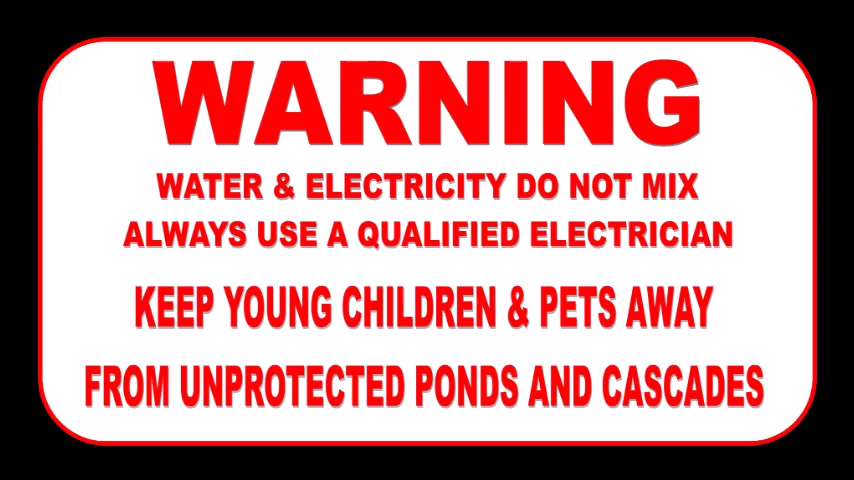 WARNING
WATER & ELECTRICITY DO NOT MIX
ALWAYS USE A QUALIFIED ELECTRICIAN
KEEP YOUNG CHILDREN & PETS AWAY
FROM UNPROTECTED PONDS AND CASCADES